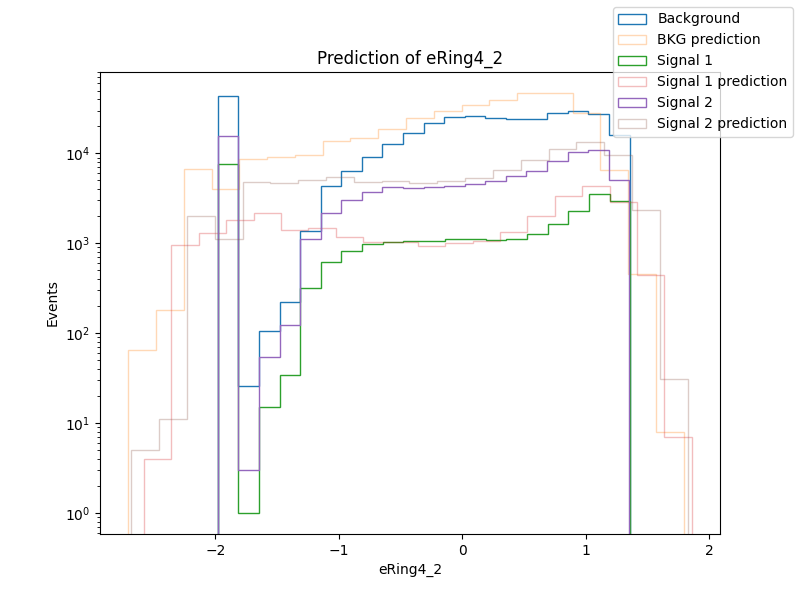 Prediction of eRing4_2
Background
BKG prediction
Signal 1
Signal 1 prediction
Signal 2
Signal 2 prediction
Events
10^4
10^3
10^2
10^1
10^0
−2
−1
0
1
2
eRing4_2